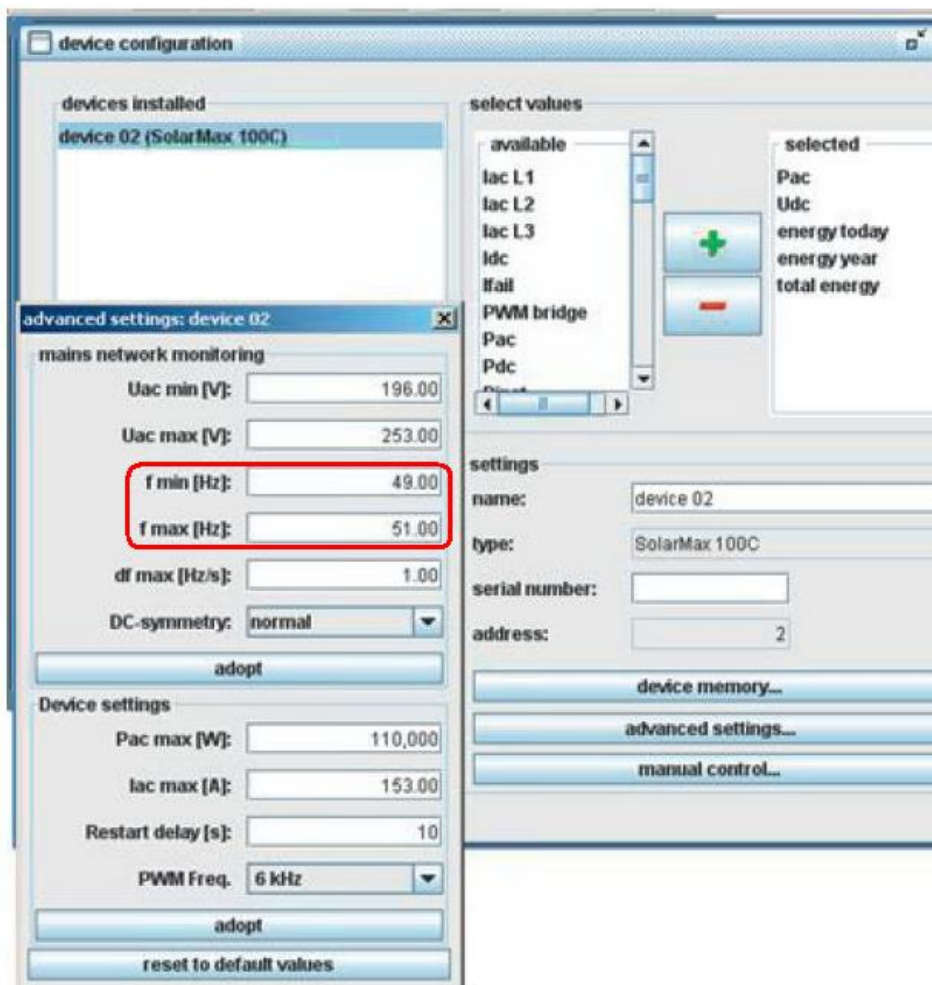 device configuration
devices installed
device 02 (SolarMax 100C)
select values
available
Iac L1
Iac L2
Iac L3
Idc
Ifail
PWM bridge
Pac
Pdc
selected
Pac
Udc
energy today
energy year
total energy
advanced settings: device 02
mains network monitoring
Uac min [V]: 196.00
Uac max [V]: 253.00
f min [Hz]: 49.00
f max [Hz]: 51.00
df max [Hz/s]: 1.00
DC-symmetry: normal
adopt
Device settings
Pac max [W]: 110,000
Iac max [A]: 153.00
Restart delay [s]: 10
PWM Freq. 6 kHz
adopt
reset to default values
settings
name: device 02
type: SolarMax 100C
serial number:
address: 2
device memory...
advanced settings...
manual control...